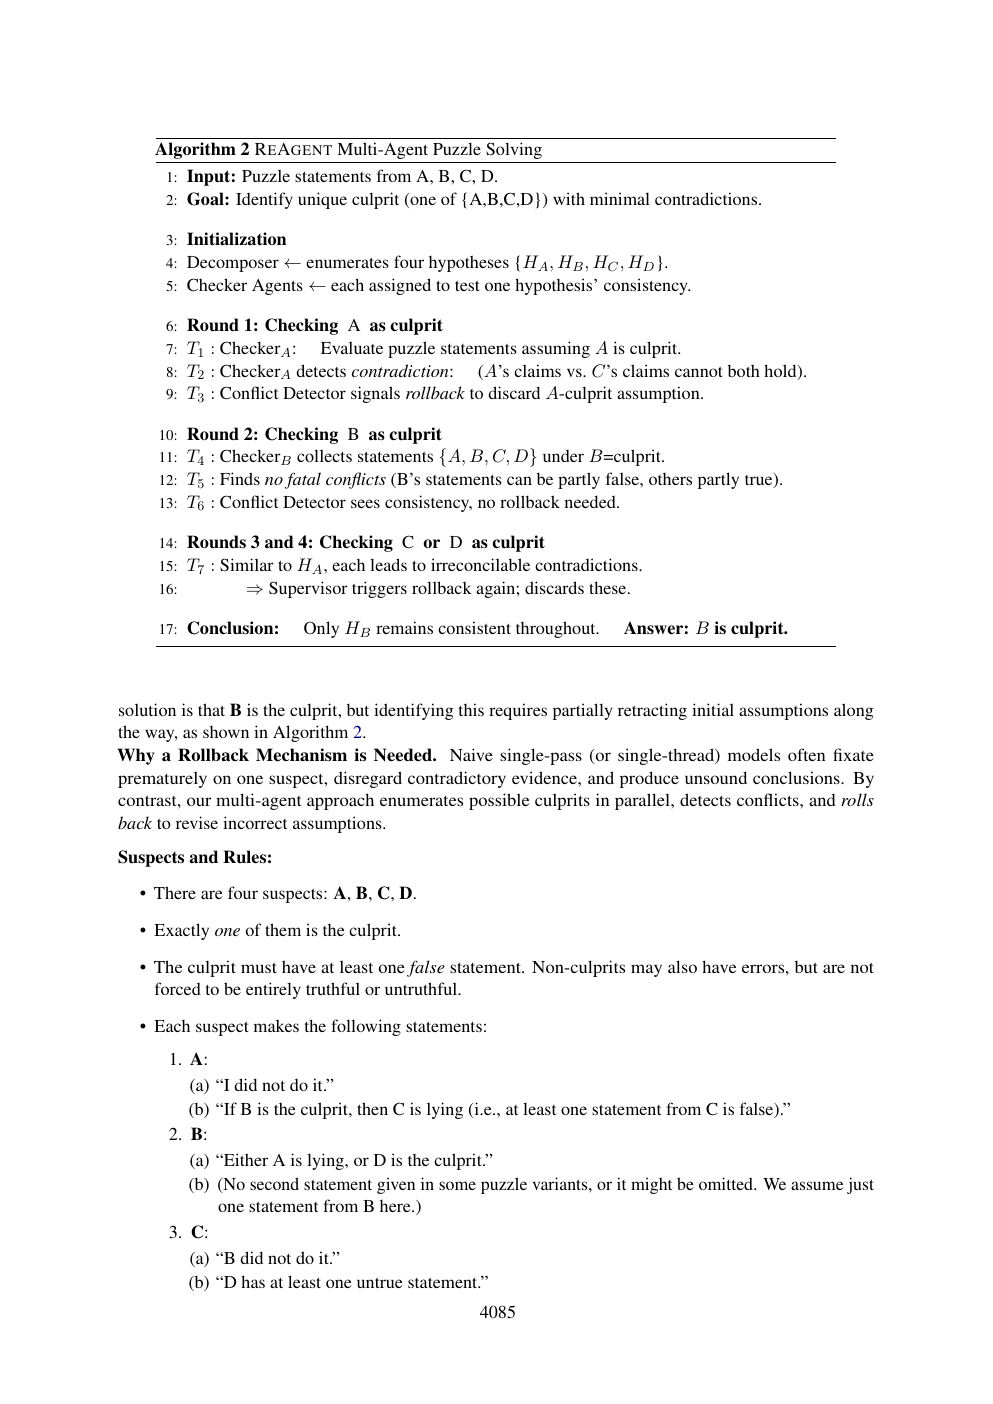 Algorithm 2 REAGENT Multi-Agent Puzzle Solving
1: Input: Puzzle statements from A, B, C, D.
2: Goal: Identify unique culprit (one of {A,B,C,D}) with minimal contradictions.
3: Initialization
4: Decomposer ← enumerates four hypotheses {H_A, H_B, H_C, H_D}.
5: Checker Agents ← each assigned to test one hypothesis' consistency.
6: Round 1: Checking A as culprit
7: T_1 : Checker_A: Evaluate puzzle statements assuming A is culprit.
8: T_2 : Checker_A detects contradiction: (A's claims vs. C's claims cannot both hold).
9: T_3 : Conflict Detector signals rollback to discard A-culprit assumption.
10: Round 2: Checking B as culprit
11: T_4 : Checker_B collects statements {A, B, C, D} under B=culprit.
12: T_5 : Finds no fatal conflicts (B's statements can be partly false, others partly true).
13: T_6 : Conflict Detector sees consistency, no rollback needed.
14: Rounds 3 and 4: Checking C or D as culprit
15: T_7 : Similar to H_A, each leads to irreconcilable contradictions.
16: ⇒ Supervisor triggers rollback again; discards these.
17: Conclusion: Only H_B remains consistent throughout. Answer: B is culprit.
solution is that B is the culprit, but identifying this requires partially retracting initial assumptions along
the way, as shown in Algorithm 2.
Why a Rollback Mechanism is Needed. Naive single-pass (or single-thread) models often fixate
prematurely on one suspect, disregard contradictory evidence, and produce unsound conclusions. By
contrast, our multi-agent approach enumerates possible culprits in parallel, detects conflicts, and rolls
back to revise incorrect assumptions.
Suspects and Rules:
• There are four suspects: A, B, C, D.
• Exactly one of them is the culprit.
• The culprit must have at least one false statement. Non-culprits may also have errors, but are not
forced to be entirely truthful or untruthful.
• Each suspect makes the following statements:
1. A:
(a) “I did not do it.”
(b) “If B is the culprit, then C is lying (i.e., at least one statement from C is false).”
2. B:
(a) “Either A is lying, or D is the culprit.”
(b) (No second statement given in some puzzle variants, or it might be omitted. We assume just
one statement from B here.)
3. C:
(a) “B did not do it.”
(b) “D has at least one untrue statement.”
4085